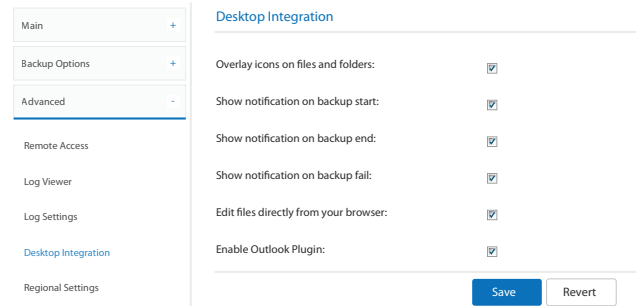 Main +
Backup Options +
Advanced -
Remote Access
Log Viewer
Log Settings
Desktop Integration
Regional Settings
Desktop Integration
Overlay icons on files and folders:
Show notification on backup start:
Show notification on backup end:
Show notification on backup fail:
Edit files directly from your browser:
Enable Outlook Plugin:
Save Revert